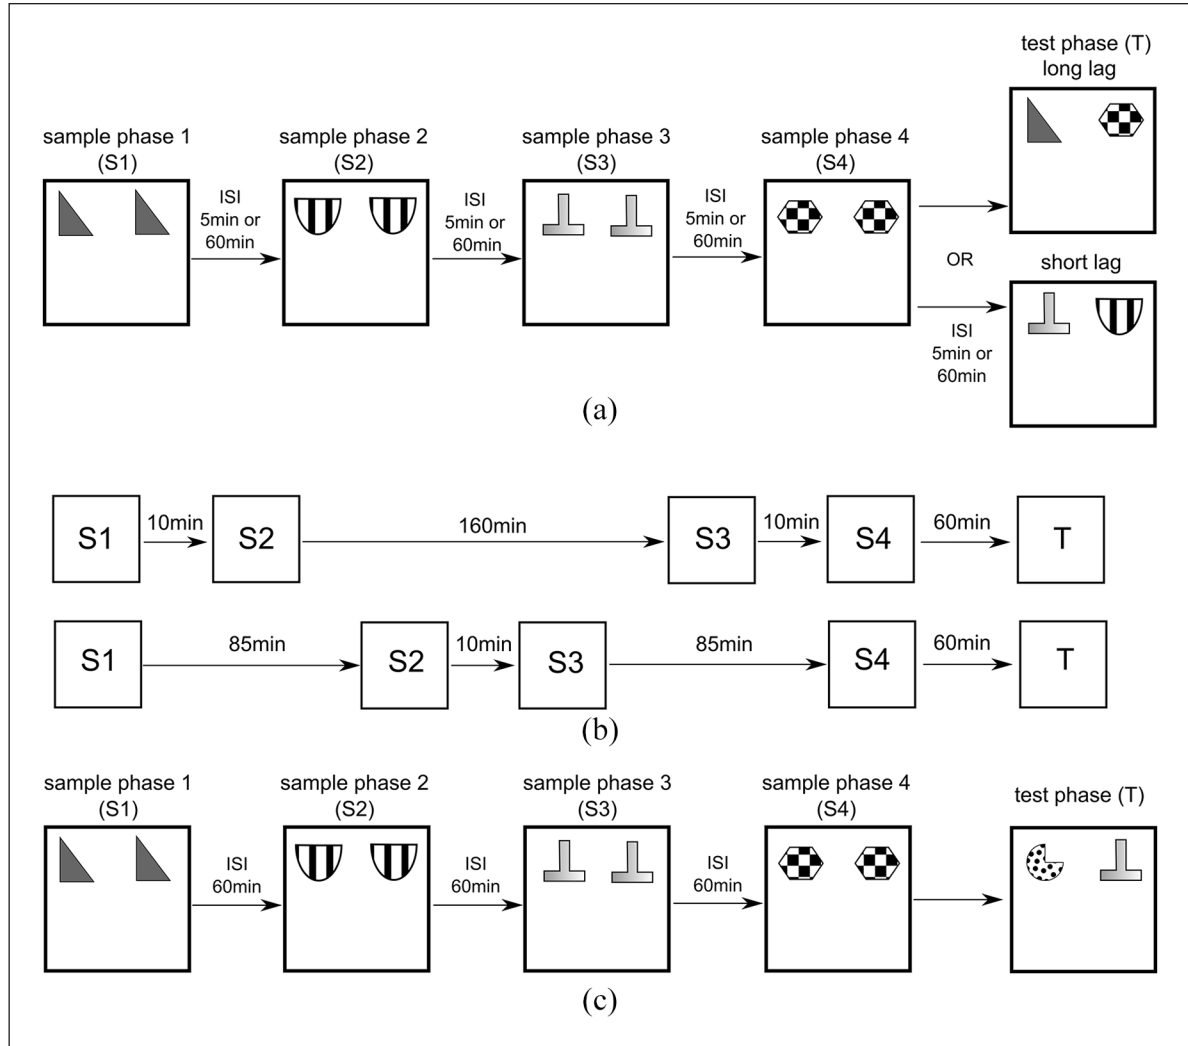 test phase (T)
long lag
sample phase 1
(S1)
sample phase 2
(S2)
sample phase 3
(S3)
sample phase 4
(S4)
ISI
5min or
60min
ISI
5min or
60min
ISI
5min or
60min
OR
short lag
ISI
5min or
60min
(a)
S1
10min
S2
160min
S3
10min
S4
60min
T
S1
85min
S2
10min
S3
85min
S4
60min
T
(b)
sample phase 1
(S1)
sample phase 2
(S2)
sample phase 3
(S3)
sample phase 4
(S4)
test phase (T)
ISI
60min
ISI
60min
ISI
60min
(c)